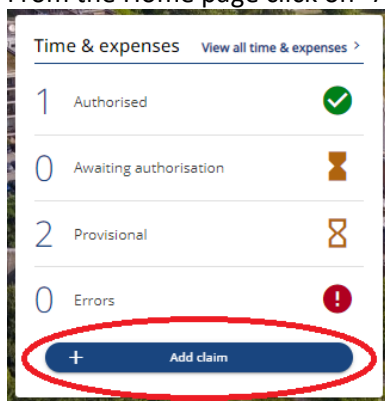 From the Home page click on
Time & expenses View all time & expenses >
1 Authorised
0 Awaiting authorisation
2 Provisional
0 Errors
+ Add claim